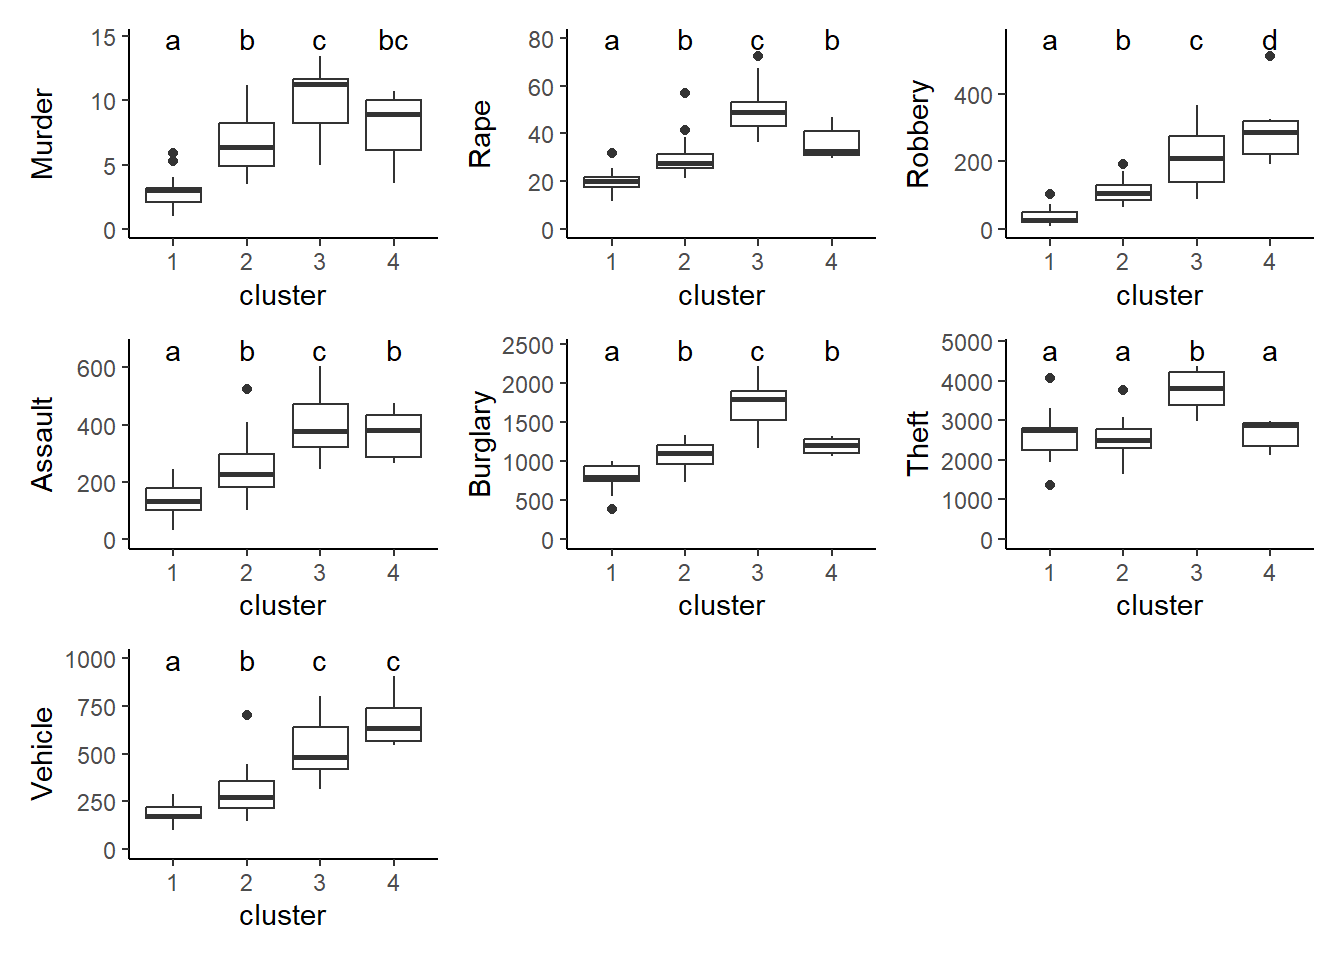 Murder
15
10
5
0
a b c bc
1 2 3 4
cluster
Rape
80
60
40
20
0
a b c b
1 2 3 4
cluster
Robbery
400
200
0
a b c d
1 2 3 4
cluster
Assault
600
400
200
0
a b c b
1 2 3 4
cluster
Burglary
2500
2000
1500
1000
500
0
a b c b
1 2 3 4
cluster
Theft
5000
4000
3000
2000
1000
0
a a b a
1 2 3 4
cluster
Vehicle
1000
750
500
250
0
a b c c
1 2 3 4
cluster